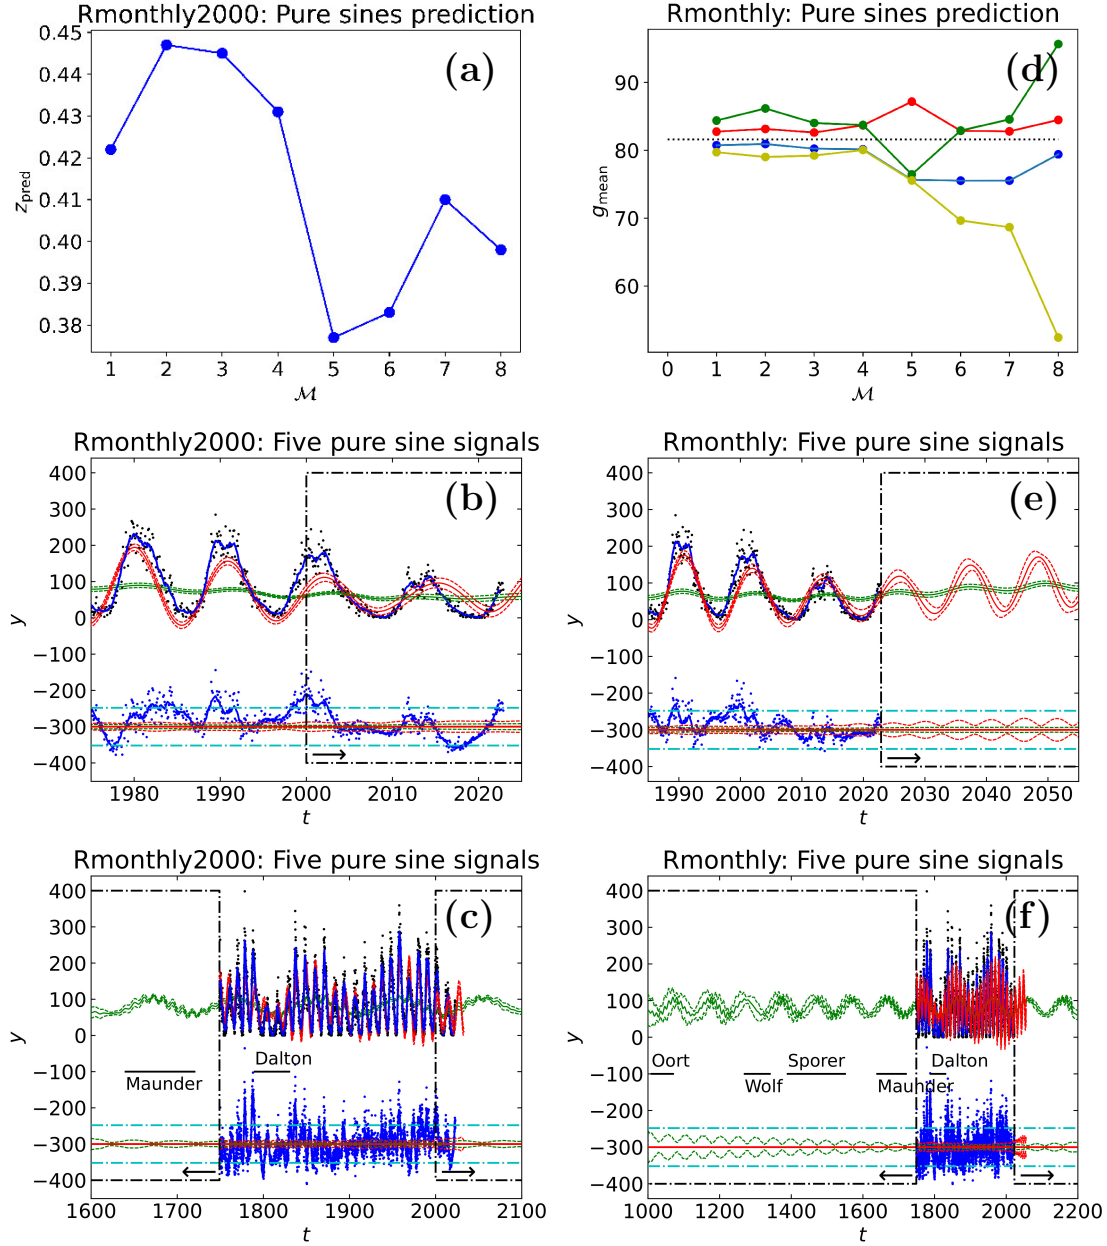 Rmonthly2000: Pure sines prediction
(a)
z_pred
0.45
0.44
0.43
0.42
0.41
0.40
0.39
0.38
1 2 3 4 5 6 7 8
ℳ
Rmonthly: Pure sines prediction
(d)
g_mean
90
80
70
60
0 1 2 3 4 5 6 7 8
ℳ
Rmonthly2000: Five pure sine signals
(b)
y
400
300
200
100
0
−100
−200
−300
−400
1980 1990 2000 2010 2020
t
Rmonthly: Five pure sine signals
(e)
y
400
300
200
100
0
−100
−200
−300
−400
1990 2000 2010 2020 2030 2040 2050
t
Rmonthly2000: Five pure sine signals
(c)
y
400
300
200
100
0
−100
−200
−300
−400
Dalton
Maunder
1600 1700 1800 1900 2000 2100
t
Rmonthly: Five pure sine signals
(f)
y
400
300
200
100
0
−100
−200
−300
−400
Oort Sporer Dalton
Wolf Maunder
1000 1200 1400 1600 1800 2000 2200
t